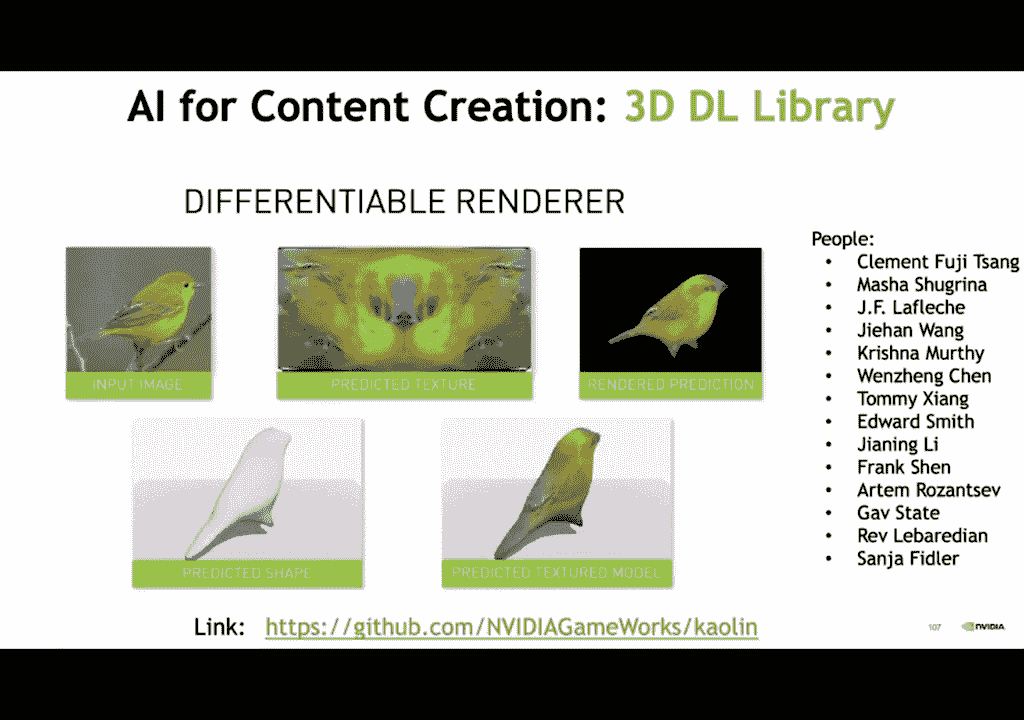 AI for Content Creation: 3D DL Library
DIFFERENTIABLE RENDERER
INPUT IMAGE
PREDICTED TEXTURE
RENDERED PREDICTION
PREDICTED SHAPE
PREDICTED TEXTURED MODEL
People:
• Clement Fuji Tsang
• Masha Shugrina
• J.F. Lafleche
• Jiehan Wang
• Krishna Murthy
• Wenzheng Chen
• Tommy Xiang
• Edward Smith
• Jianing Li
• Frank Shen
• Artem Rozantsev
• Gav State
• Rev Lebaredian
• Sanja Fidler
Link: https://github.com/NVIDIAGameWorks/kaolin
107
NVIDIA